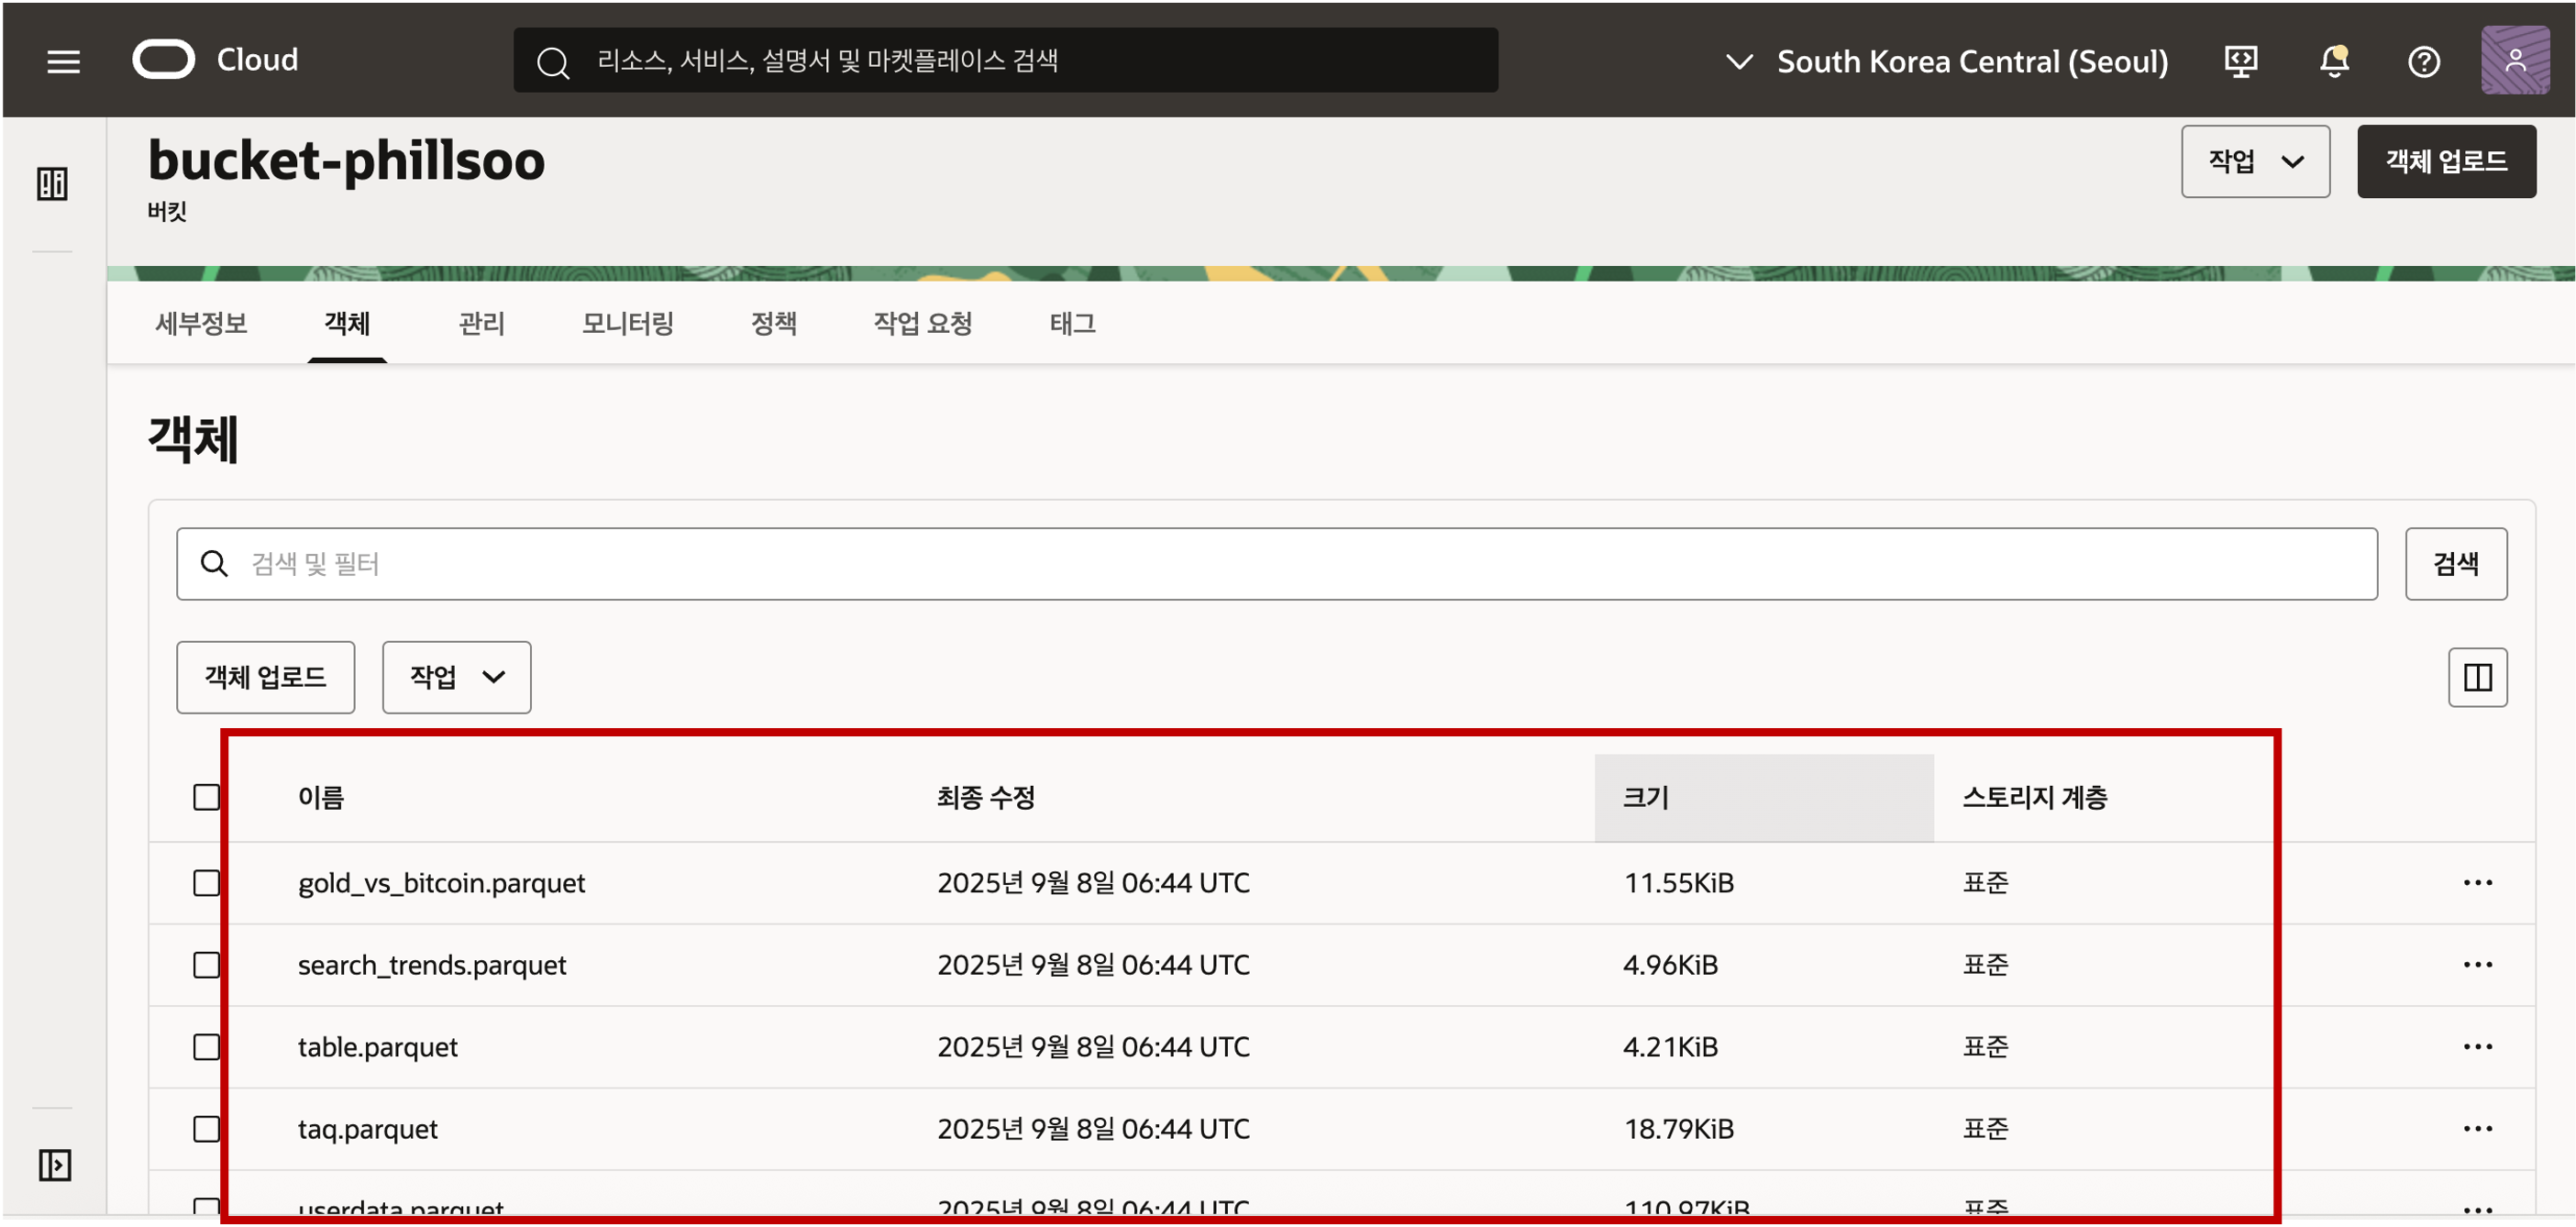 Cloud
리소스, 서비스, 설명서 및 마켓플레이스 검색
South Korea Central (Seoul)
bucket-phillsoo
버킷
작업
객체 업로드
세부정보 객체 관리 모니터링 정책 작업 요청 태그
객체
검색 및 필터
검색
객체 업로드
작업
이름 최종 수정 크기 스토리지 계층
gold_vs_bitcoin.parquet 2025년 9월 8일 06:44 UTC 11.55KiB 표준
search_trends.parquet 2025년 9월 8일 06:44 UTC 4.96KiB 표준
table.parquet 2025년 9월 8일 06:44 UTC 4.21KiB 표준
taq.parquet 2025년 9월 8일 06:44 UTC 18.79KiB 표준
userdata.parquet 2025년 9월 8일 06:44 UTC 110.97KiB 표준